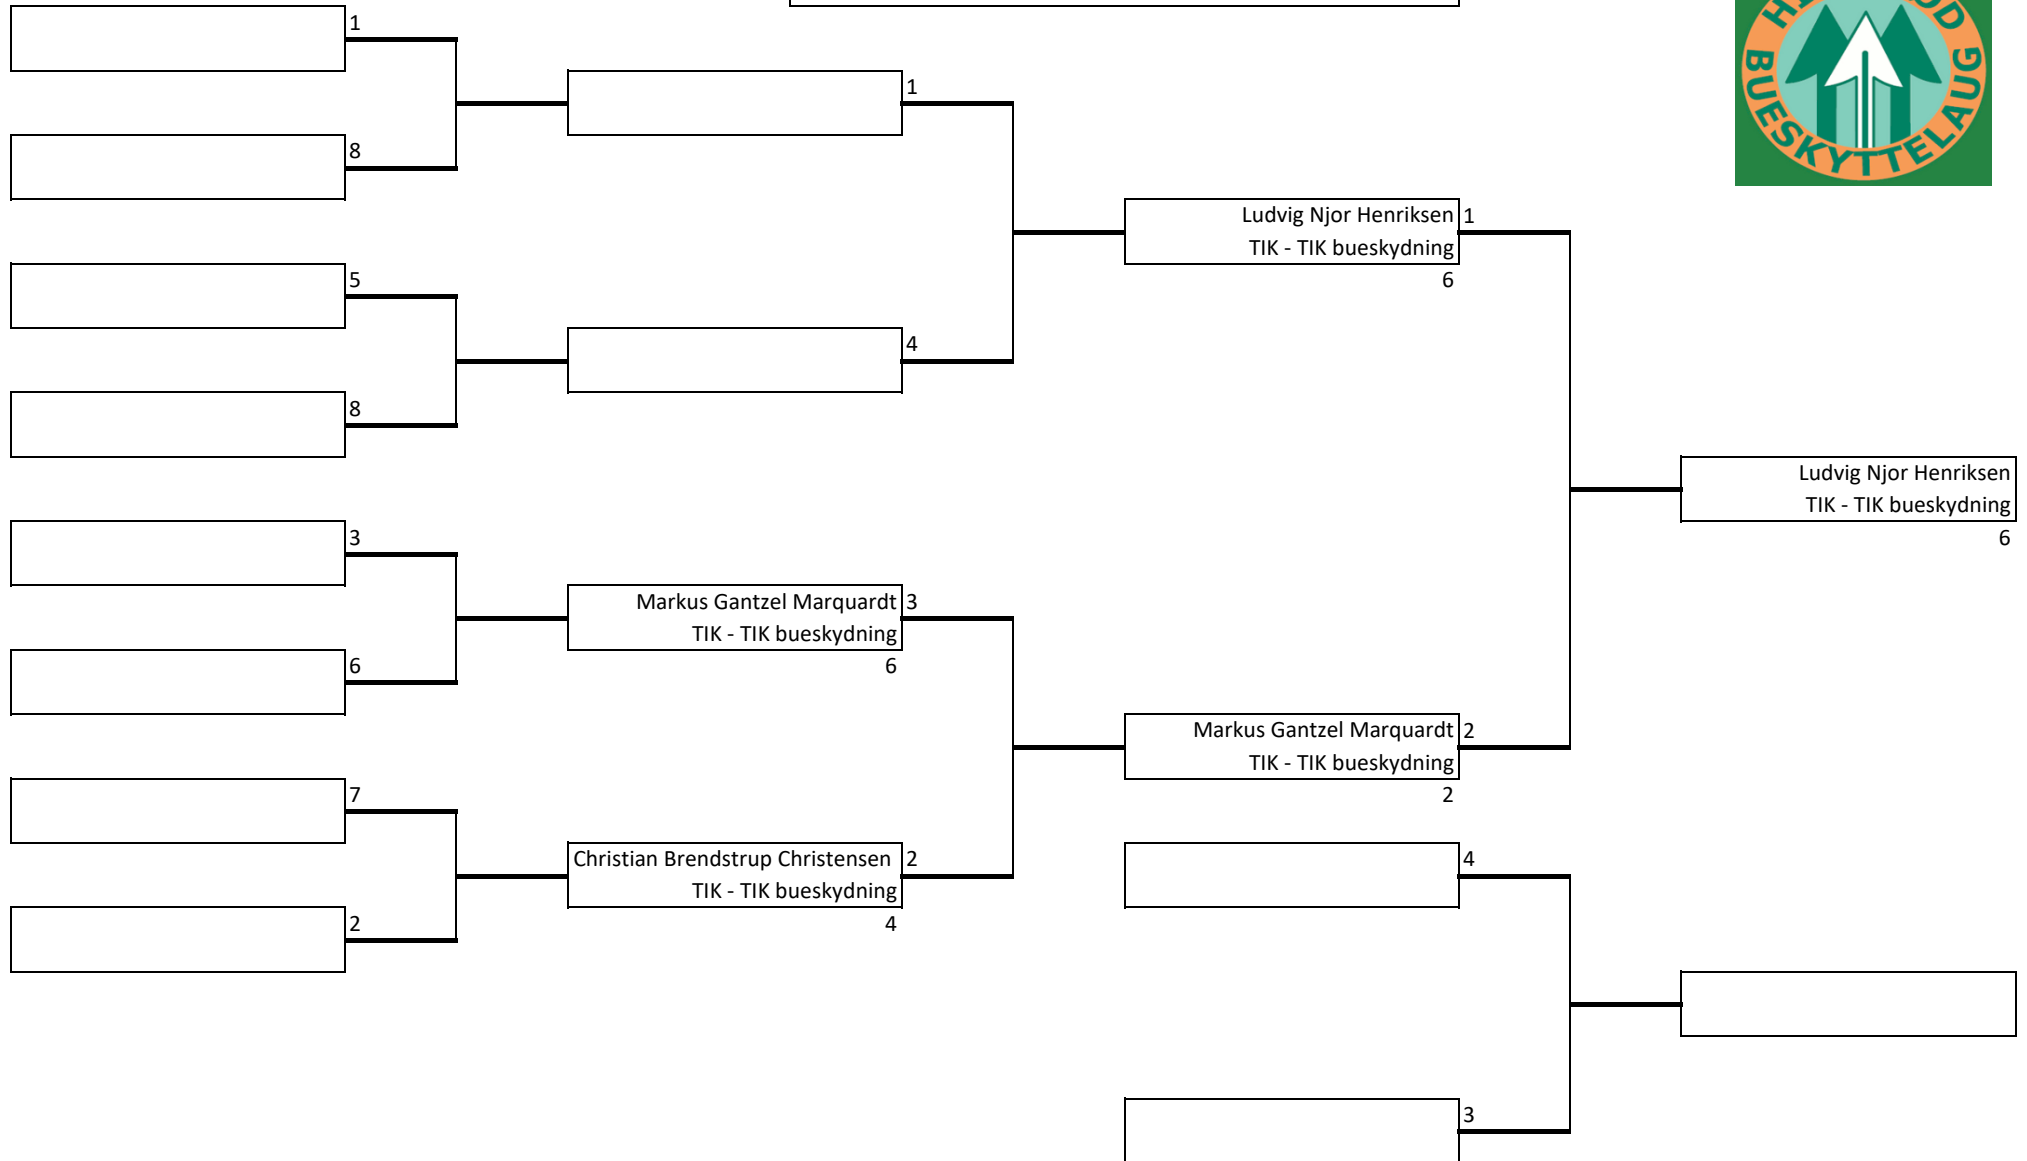 1
8
5
8
3
6
7
2
1
4
Markus Gantzel Marquardt 3
TIK - TIK bueskydning
6
Christian Brendstrup Christensen 2
TIK - TIK bueskydning
4
Ludvig Njor Henriksen 1
TIK - TIK bueskydning
6
Markus Gantzel Marquardt 2
TIK - TIK bueskydning
2
4
3
Ludvig Njor Henriksen
TIK - TIK bueskydning
6
BUESKYTTELAUG